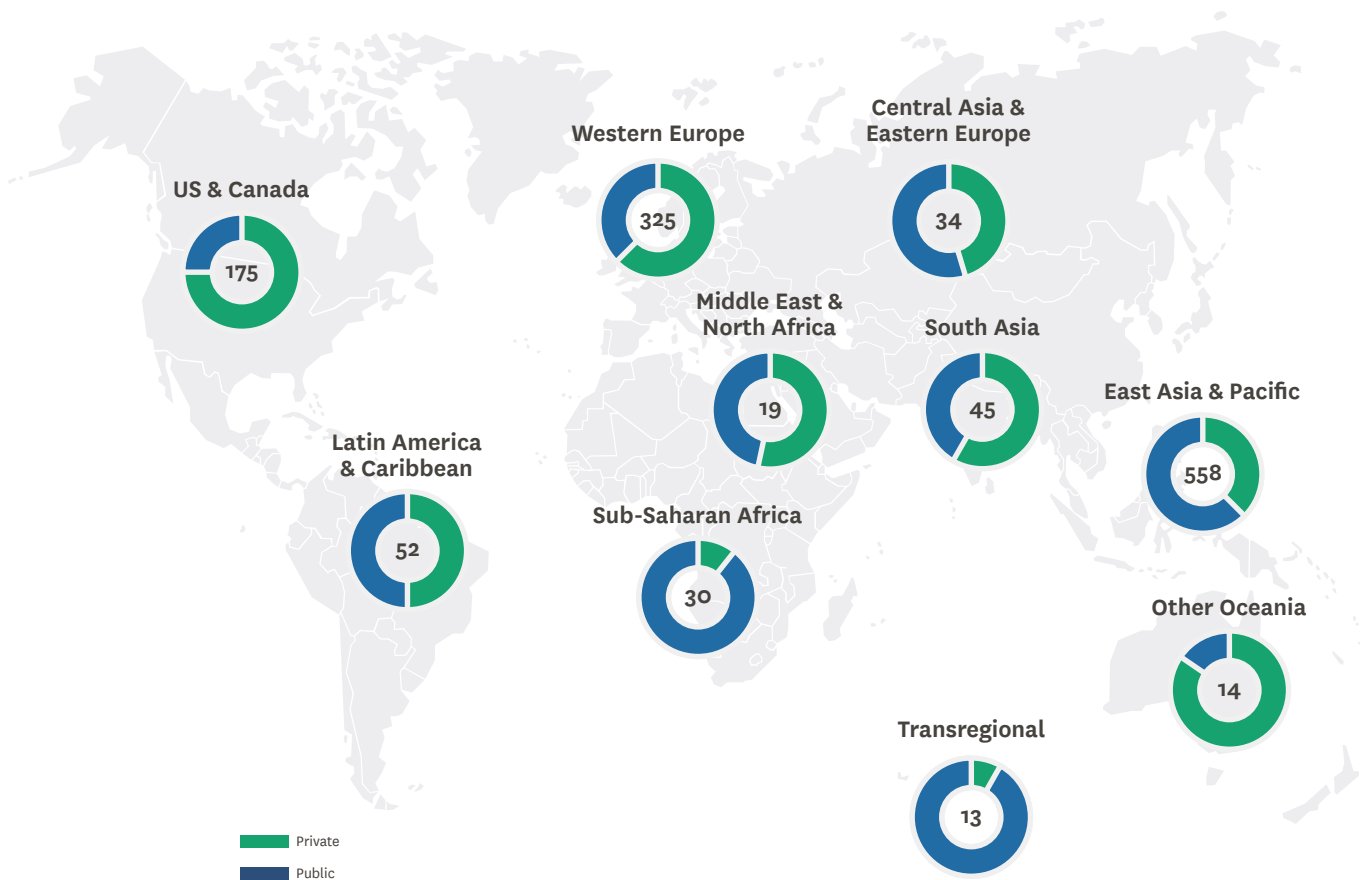 Central Asia &
Eastern Europe
Western Europe
34
325
US & Canada
175
Middle East &
North Africa
19
South Asia
45
East Asia & Pacific
558
Latin America
& Caribbean
52
Sub-Saharan Africa
30
Other Oceania
14
Transregional
13
Private
Public